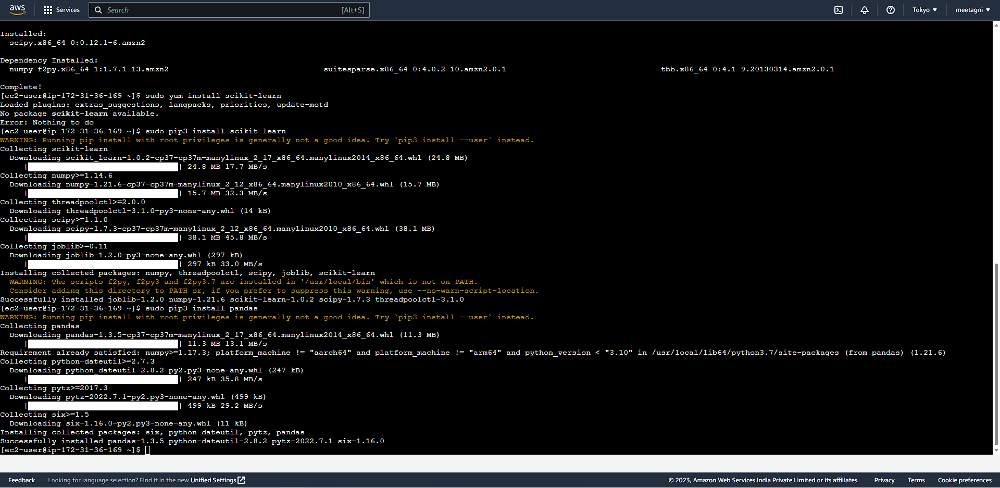 aws Services Search [Alt+S] Tokyo meetagni
Installed:
scipy.x86_64 0:0.12.1-6.amzn2
Dependency Installed:
numpy-f2py.x86_64 1:1.7.1-13.amzn2 suitesparse.x86_64 0:4.0.2-10.amzn2.0.1 tbb.x86_64 0:4.1-9.20130314.amzn2.0.1
Complete!
[ec2-user@ip-172-31-36-169 ~]$ sudo yum install scikit-learn
Loaded plugins: extras_suggestions, langpacks, priorities, update-motd
No package scikit-learn available.
Error: Nothing to do
[ec2-user@ip-172-31-36-169 ~]$ sudo pip3 install scikit-learn
WARNING: Running pip install with root privileges is generally not a good idea. Try `pip3 install --user` instead.
Collecting scikit-learn
Downloading scikit_learn-1.0.2-cp37-cp37m-manylinux_2_17_x86_64.manylinux2014_x86_64.whl (24.8 MB)
| | 24.8 MB 17.7 MB/s
Collecting numpy>=1.14.6
Downloading numpy-1.21.6-cp37-cp37m-manylinux_2_12_x86_64.manylinux2010_x86_64.whl (15.7 MB)
| | 15.7 MB 32.3 MB/s
Collecting threadpoolctl>=2.0.0
Downloading threadpoolctl-3.1.0-py3-none-any.whl (14 kB)
Collecting scipy>=1.1.0
Downloading scipy-1.7.3-cp37-cp37m-manylinux_2_12_x86_64.manylinux2010_x86_64.whl (38.1 MB)
| | 38.1 MB 45.8 MB/s
Collecting joblib>=0.11
Downloading joblib-1.2.0-py3-none-any.whl (297 kB)
| | 297 kB 33.0 MB/s
Installing collected packages: numpy, threadpoolctl, scipy, joblib, scikit-learn
WARNING: The scripts f2py, f2py3 and f2py3.7 are installed in '/usr/local/bin' which is not on PATH.
Consider adding this directory to PATH or, if you prefer to suppress this warning, use --no-warn-script-location.
Successfully installed joblib-1.2.0 numpy-1.21.6 scikit-learn-1.0.2 scipy-1.7.3 threadpoolctl-3.1.0
[ec2-user@ip-172-31-36-169 ~]$ sudo pip3 install pandas
WARNING: Running pip install with root privileges is generally not a good idea. Try `pip3 install --user` instead.
Collecting pandas
Downloading pandas-1.3.5-cp37-cp37m-manylinux_2_17_x86_64.manylinux2014_x86_64.whl (11.3 MB)
| | 11.3 MB 13.1 MB/s
Requirement already satisfied: numpy>=1.17.3; platform_machine != "aarch64" and platform_machine != "arm64" and python_version < "3.10" in /usr/local/lib64/python3.7/site-packages (from pandas) (1.21.6)
Collecting python-dateutil>=2.7.3
Downloading python_dateutil-2.8.2-py2.py3-none-any.whl (247 kB)
| | 247 kB 35.8 MB/s
Collecting pytz>=2017.3
Downloading pytz-2022.7.1-py2.py3-none-any.whl (499 kB)
| | 499 kB 29.2 MB/s
Collecting six>=1.5
Downloading six-1.16.0-py2.py3-none-any.whl (11 kB)
Installing collected packages: six, python-dateutil, pytz, pandas
Successfully installed pandas-1.3.5 python-dateutil-2.8.2 pytz-2022.7.1 six-1.16.0
[ec2-user@ip-172-31-36-169 ~]$
Feedback Looking for language selection? Find it in the new Unified Settings © 2023, Amazon Web Services India Private Limited or its affiliates. Privacy Terms Cookie preferences